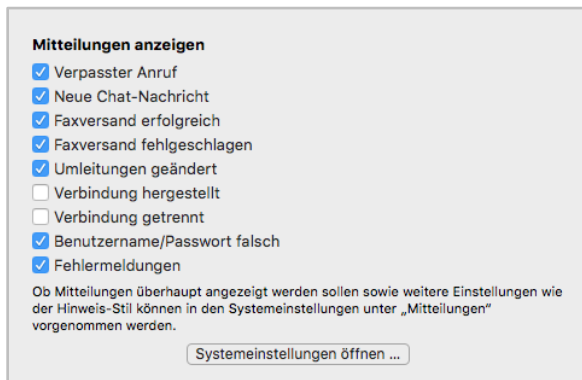 Mitteilungen anzeigen
Verpasster Anruf
Neue Chat-Nachricht
Faxversand erfolgreich
Faxversand fehlgeschlagen
Umleitungen geändert
Verbindung hergestellt
Verbindung getrennt
Benutzername/Passwort falsch
Fehlermeldungen
Ob Mitteilungen überhaupt angezeigt werden sollen sowie weitere Einstellungen wie
der Hinweis-Stil können in den Systemeinstellungen unter „Mitteilungen“
vorgenommen werden.
Systemeinstellungen öffnen ...